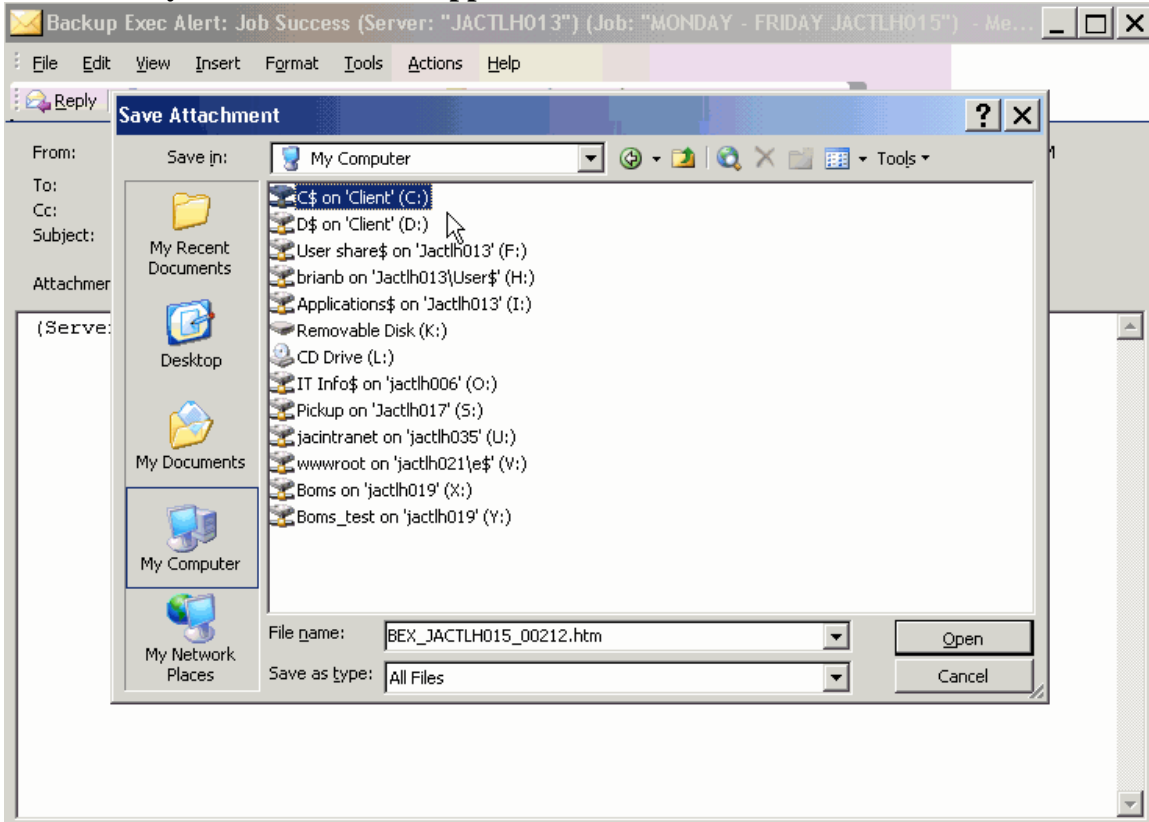 Backup Exec Alert: Job Success (Server: "JACTLH013") (Job: "MONDAY - FRIDAY JACTLH015") - Me...
File Edit View Insert Format Tools Actions Help
Reply
Save Attachment
From:
Save in: My Computer Tools
To:
Cc:
Subject:
Attachmer
(Server
My Recent Documents
Desktop
My Documents
My Computer
My Network Places
C$ on 'Client' (C:)
D$ on 'Client' (D:)
User share$ on 'Jactlh013' (F:)
brianb on 'Jactlh013\User$' (H:)
Applications$ on 'Jactlh013' (I:)
Removable Disk (K:)
CD Drive (L:)
IT Info$ on 'jactlh006' (O:)
Pickup on 'Jactlh017' (S:)
jacintranet on 'jactlh035' (U:)
wwwroot on 'jactlh021\e$' (V:)
Boms on 'jactlh019' (X:)
Boms_test on 'jactlh019' (Y:)
File name: BEX_JACTLH015_00212.htm Open
Save as type: All Files Cancel